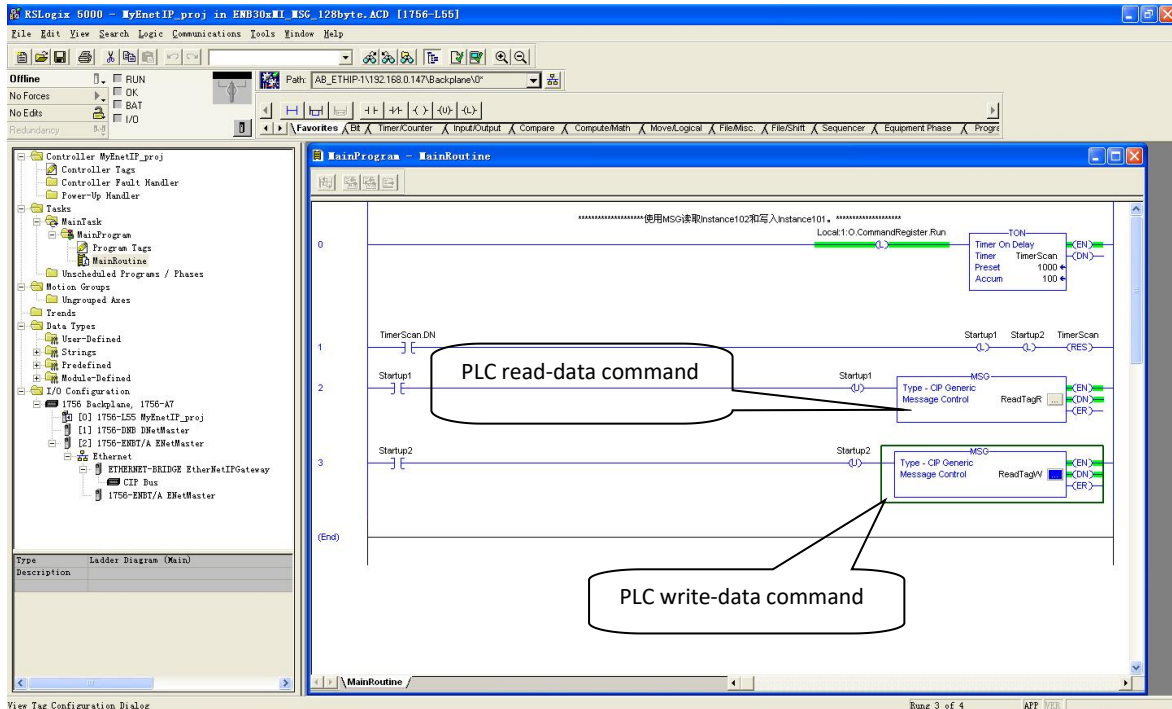 RSLogix 5000 - MyEnetIP_proj in ENB30xMI_MSG_128byte.ACD [1756-L55]
File Edit View Search Logic Communications Tools Window Help
Offline
RUN
No Forces
OK
No Edits
BAT
Redundancy
I/O
Path: AB_ETHIP-1\192.168.0.147\Backplane\0*
Favorites Bit Timer/Counter Input/Output Compare Compute/Math Move/Logical File/Misc. File/Shift Sequencer Equipment Phase Progra
Controller MyEnetIP_proj
Controller Tags
Controller Fault Handler
Power-Up Handler
Tasks
MainTask
MainProgram
Program Tags
MainRoutine
Unscheduled Programs / Phases
Motion Groups
Ungrouped Axes
Trends
Data Types
User-Defined
Strings
Predefined
Module-Defined
I/O Configuration
1756 Backplane, 1756-A7
[0] 1756-L55 MyEnetIP_proj
[1] 1756-DNB DNetMaster
[2] 1756-ENBT/A ENetMaster
Ethernet
ETHERNET-BRIDGE EtherNetIPGateway
CIP Bus
1756-ENBT/A ENetMaster
Type Ladder Diagram (Main)
Description
MainProgram - MainRoutine
********************使用MSG读取Instance102和写入Instance101。********************
0
Local:1:O.CommandRegister.Run
(L)
TON
Timer On Delay
Timer TimerScan
Preset 1000
Accum 100
(EN)
(DN)
1
TimerScan.DN
Startup1 Startup2 TimerScan
(L) (L) (RES)
2
Startup1
PLC read-data command
Startup1
(U)
MSG
Type - CIP Generic
Message Control ReadTagR ...
(EN)
(DN)
(ER)
3
Startup2
Startup2
(U)
MSG
Type - CIP Generic
Message Control ReadTagW ...
(EN)
(DN)
(ER)
(End)
PLC write-data command
MainRoutine
View Tag Configuration Dialog
Rung 3 of 4 APP VER